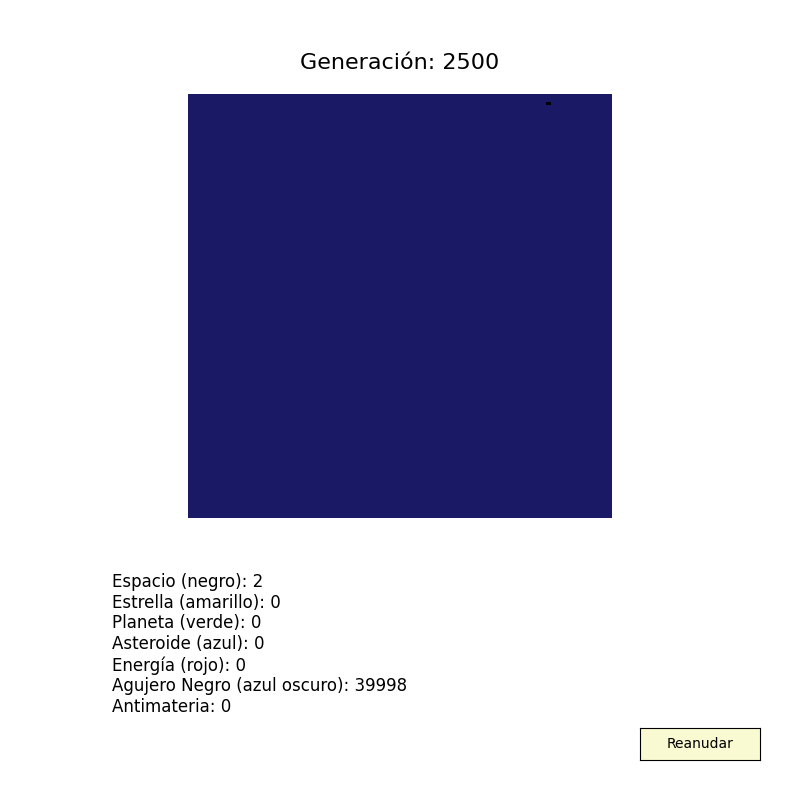 Generación: 2500
Espacio (negro): 2
Estrella (amarillo): 0
Planeta (verde): 0
Asteroide (azul): 0
Energía (rojo): 0
Agujero Negro (azul oscuro): 39998
Antimateria: 0
Reanudar